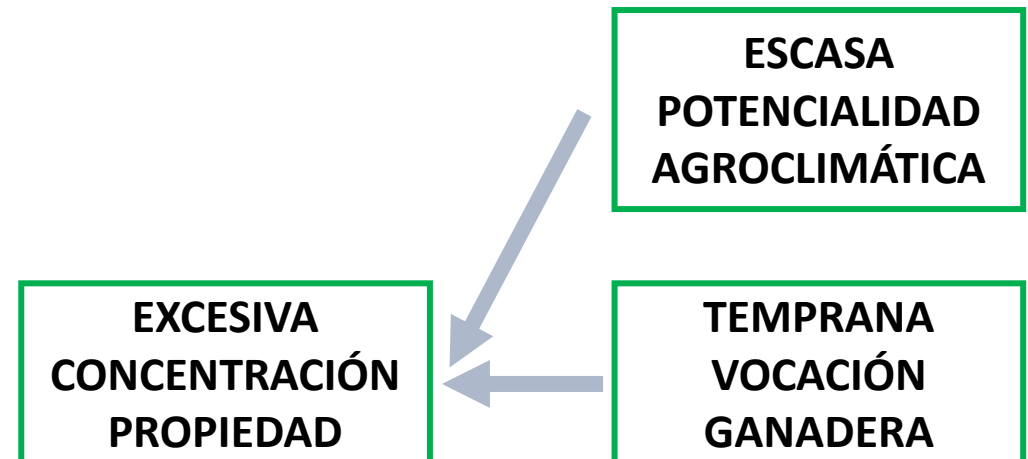 ESCASA
POTENCIALIDAD
AGROCLIMÁTICA
EXCESIVA
CONCENTRACIÓN
PROPIEDAD
TEMPRANA
VOCACIÓN
GANADERA